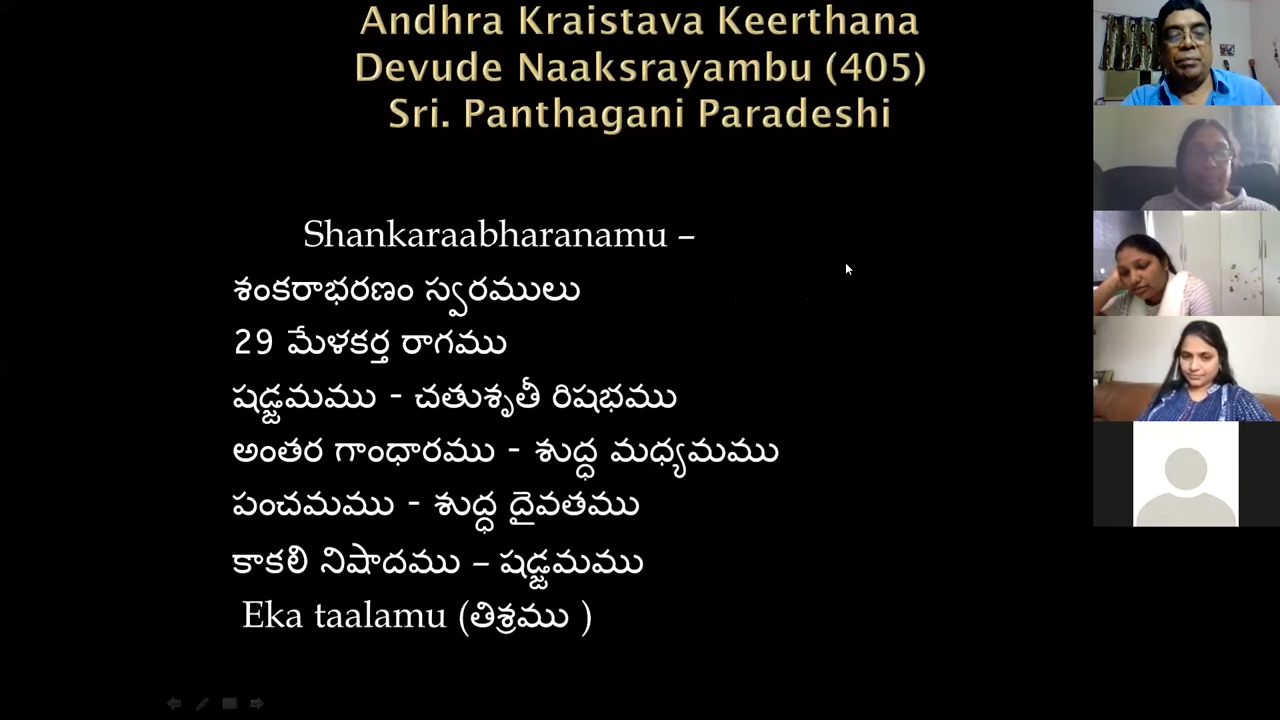 Andhra Kraistava Keerthana
Devude Naaksrayambu (405)
Sri. Panthagani Paradeshi
Shankaraabharanamu –
శంకరాభరణం స్వరములు
29 మేళకర్త రాగము
షడ్జమము - చతుశృతీ రిషభము
అంతర గాంధారము - శుద్ధ మధ్యమము
పంచమము - శుద్ధ దైవతము
కాకలి నిషాదము – షడ్జమము
Eka taalamu (తిశ్రము )